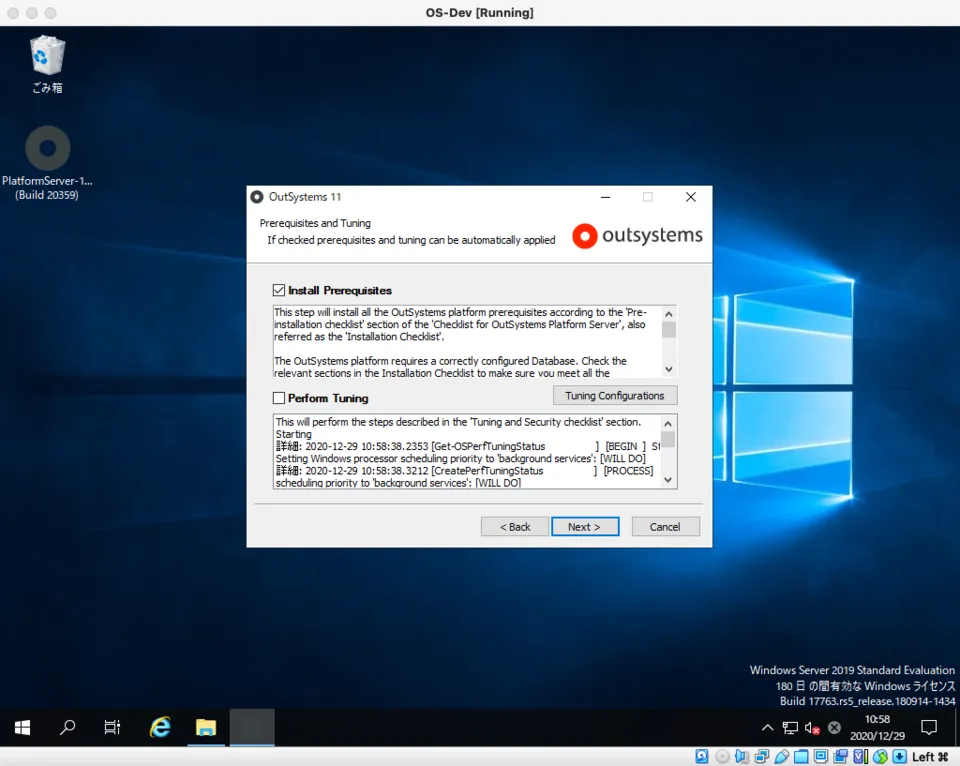 OS-Dev [Running]
ごみ箱
PlatformServer-1...
(Build 20359)
OutSystems 11
Prerequisites and Tuning
If checked prerequisites and tuning can be automatically applied
outsystems
Install Prerequisites
This step will install all the OutSystems platform prerequisites according to the 'Pre-
installation checklist' section of the 'Checklist for OutSystems Platform Server', also
referred as the 'Installation Checklist'.
The OutSystems platform requires a correctly configured Database. Check the
relevant sections in the Installation Checklist to make sure you meet all the
Perform Tuning
Tuning Configurations
This will perform the steps described in the 'Tuning and Security checklist' section.
Starting
詳細: 2020-12-29 10:58:38.2353 [Get-OSPerfTuningStatus ] [BEGIN ]
Setting Windows processor scheduling priority to 'background services': [WILL DO]
詳細: 2020-12-29 10:58:38.3212 [CreatePerfTuningStatus ] [PROCESS]
scheduling priority to 'background services': [WILL DO]
< Back
Next >
Cancel
Windows Server 2019 Standard Evaluation
180 日 の間有効な Windows ライセンス
Build 17763.rs5_release.180914-1434
10:58
2020/12/29
Left ⌘